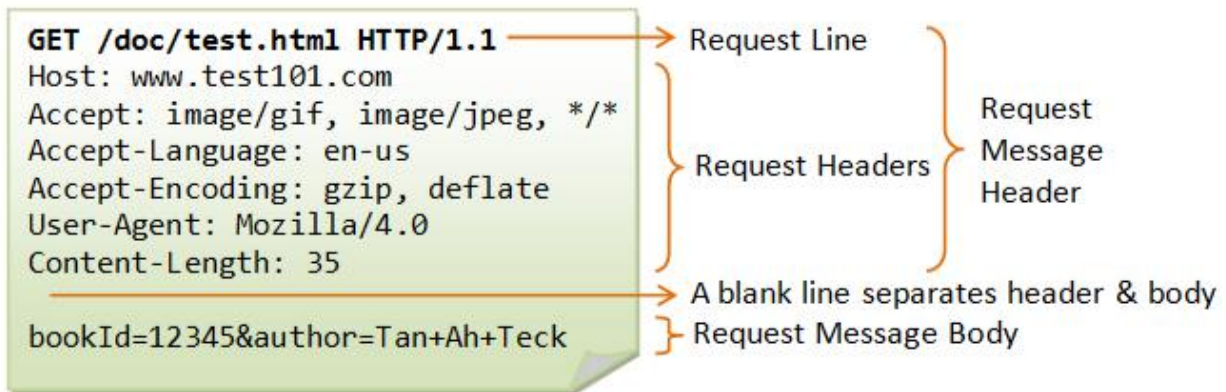 GET /doc/test.html HTTP/1.1
Host: www.test101.com
Accept: image/gif, image/jpeg, */*
Accept-Language: en-us
Accept-Encoding: gzip, deflate
User-Agent: Mozilla/4.0
Content-Length: 35
bookId=12345&author=Tan+Ah+Teck
Request Line
Request Headers
Request
Message
Header
A blank line separates header & body
Request Message Body